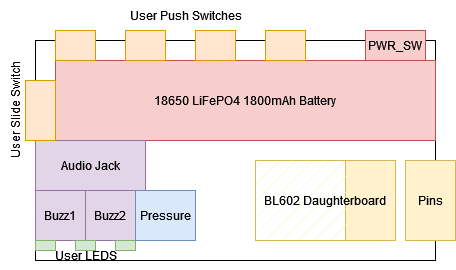 User Push Switches
PWR_SW
User Slide Switch
18650 LiFePO4 1800mAh Battery
Audio Jack
Buzz1
Buzz2
Pressure
BL602 Daughterboard
Pins
User LEDS